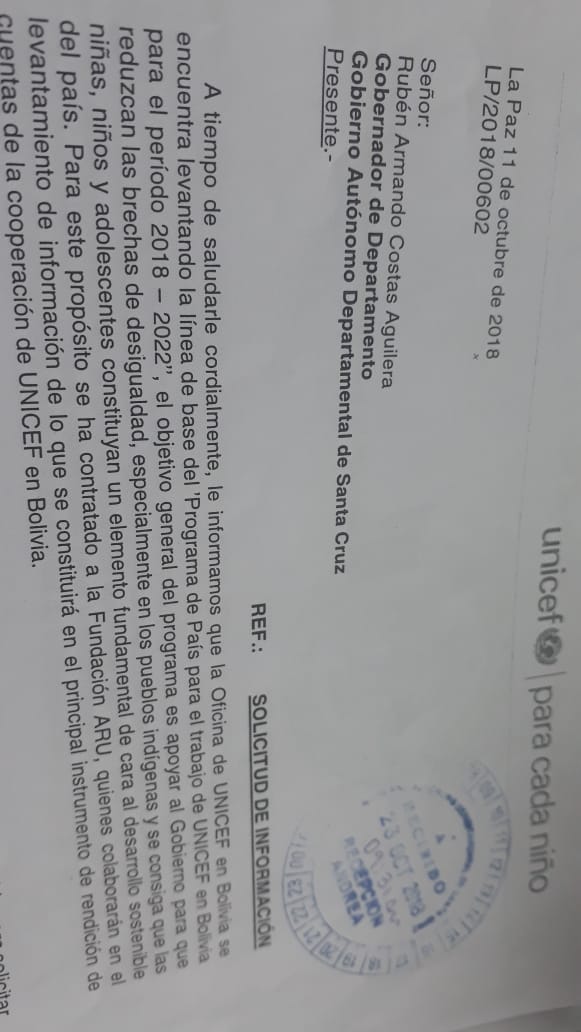 unicef | para cada niño
La Paz 11 de octubre de 2018
LP/2018/00602
RECIBIDO
23 OCT 2018
RECEPCION
ANDREA
Señor:
Rubén Armando Costas Aguilera
Gobernador de Departamento
Gobierno Autónomo Departamental de Santa Cruz
Presente.-
REF.: SOLICITUD DE INFORMACIÓN
A tiempo de saludarle cordialmente, le informamos que la Oficina de UNICEF en Bolivia se
encuentra levantando la línea de base del 'Programa de País para el trabajo de UNICEF en Bolivia
para el período 2018 – 2022”, el objetivo general del programa es apoyar al Gobierno para que
reduzcan las brechas de desigualdad, especialmente en los pueblos indígenas y se consiga que las
niñas, niños y adolescentes constituyan un elemento fundamental de cara al desarrollo sostenible
del país. Para este propósito se ha contratado a la Fundación ARU, quienes colaborarán en el
levantamiento de información de lo que se constituirá en el principal instrumento de rendición de
cuentas de la cooperación de UNICEF en Bolivia.
solicitar